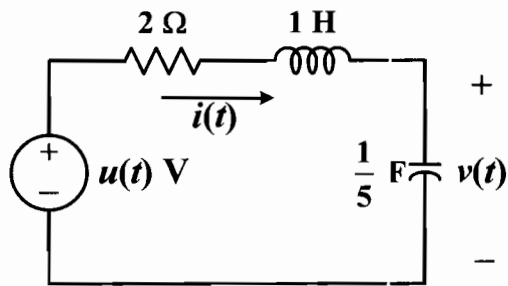 2 Ω 1 H
i(t)
+
+
−
u(t) V
1/5 F
v(t)
−